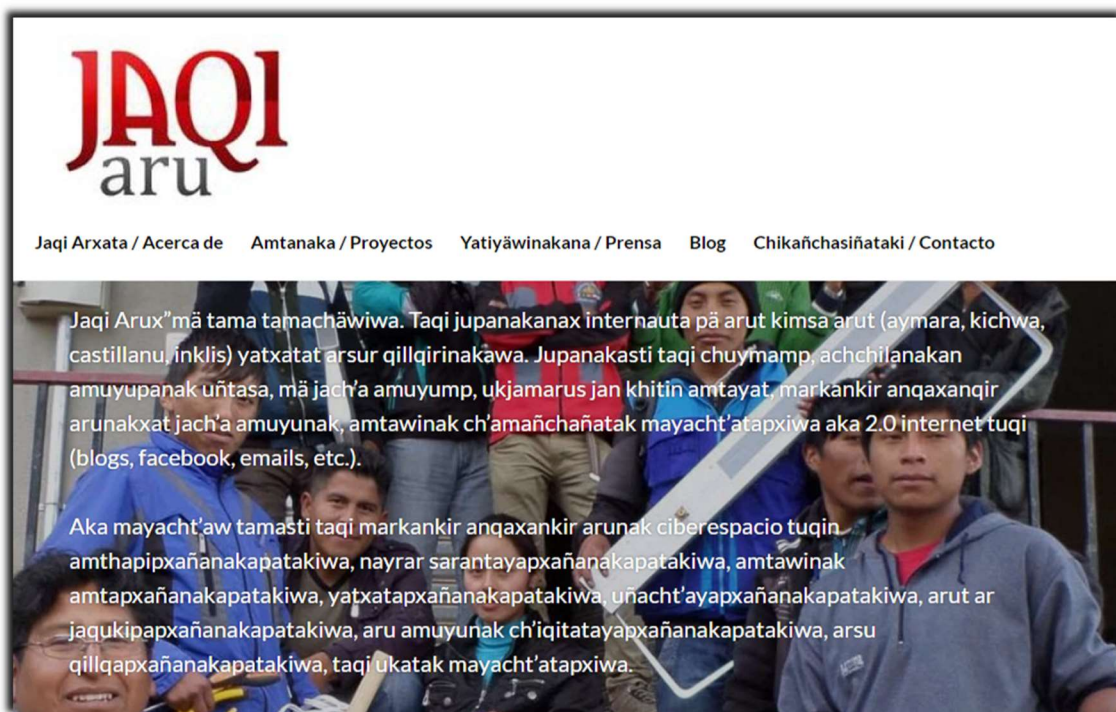 JAQI
aru
Jaqi Arxata / Acerca de Amtanaka / Proyectos Yatiyäwinakana / Prensa Blog Chikañchasiñataki / Contacto
Jaqi Arux”mä tama tamachäwiwa. Taqi jupanakanax internauta pä arut kimsa arut (aymara, kichwa,
castillanu, inklis) yatxatat arsur qillqirinakawa. Jupanakasti taqi chuymamp, achchilanakan
amuyupanak uñtasa, mä jach’a amuyump, ukjamarus jan khitin amtayat, markankir anqaxanqir
arunakxat jach’a amuyunak, amtawinak ch’amañchañatak mayacht’atapxiwa aka 2.0 internet tuqi
(blogs, facebook, emails, etc.).
Aka mayacht’aw tamasti taqi markankir anqaxankir arunak ciberespacio tuqin
amthapipxañanakapatakiwa, nayrar sarantayapxañanakapatakiwa, amtawinak
amtapxañanakapatakiwa, yatxatapxañanakapatakiwa, uñacht’ayapxañanakapatakiwa, arut ar
jaqukipapxañanakapatakiwa, aru amuyunak ch’iqitatayapxañanakapatakiwa, arsu
qillqapxañanakapatakiwa, taqi ukatak mayacht’atapxiwa.